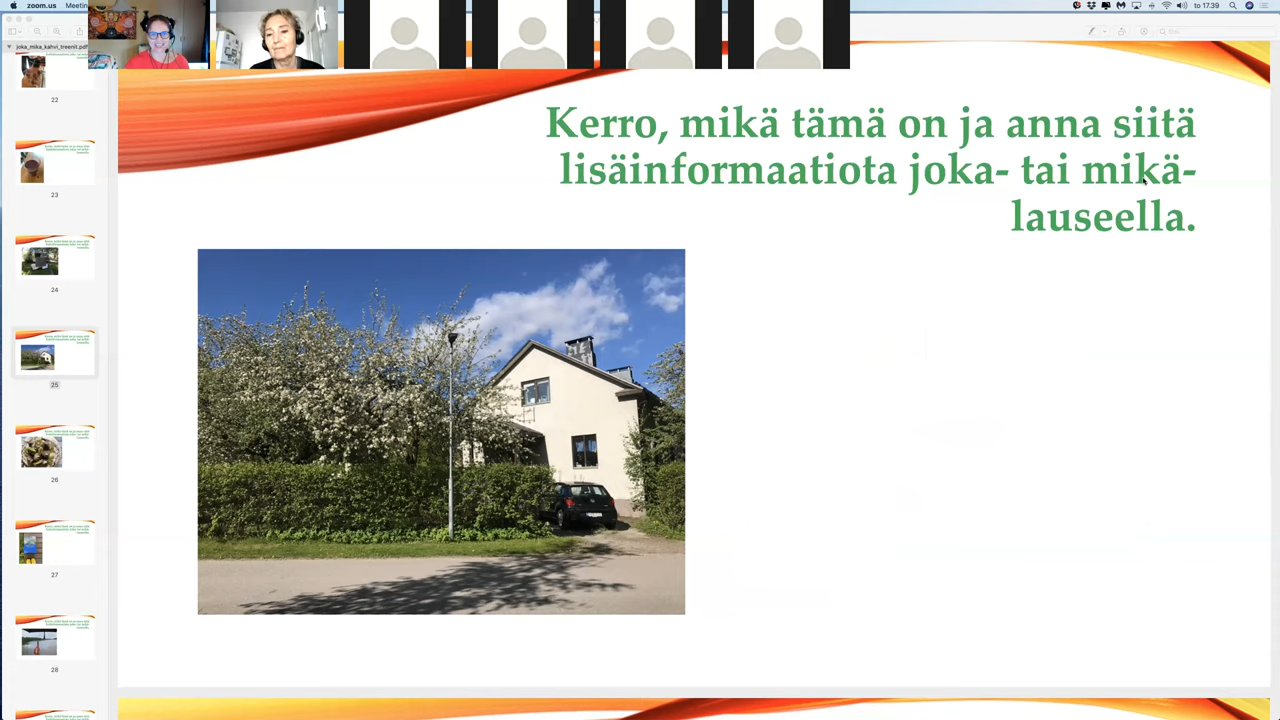 zoom.us Meetin
to 17.39
joka_mika_kahvi_treenit.pdf
22
23
24
25
26
27
28
Kerro, mikä tämä on ja anna siitä
lisäinformaatiota joka- tai mikä-
lauseella.